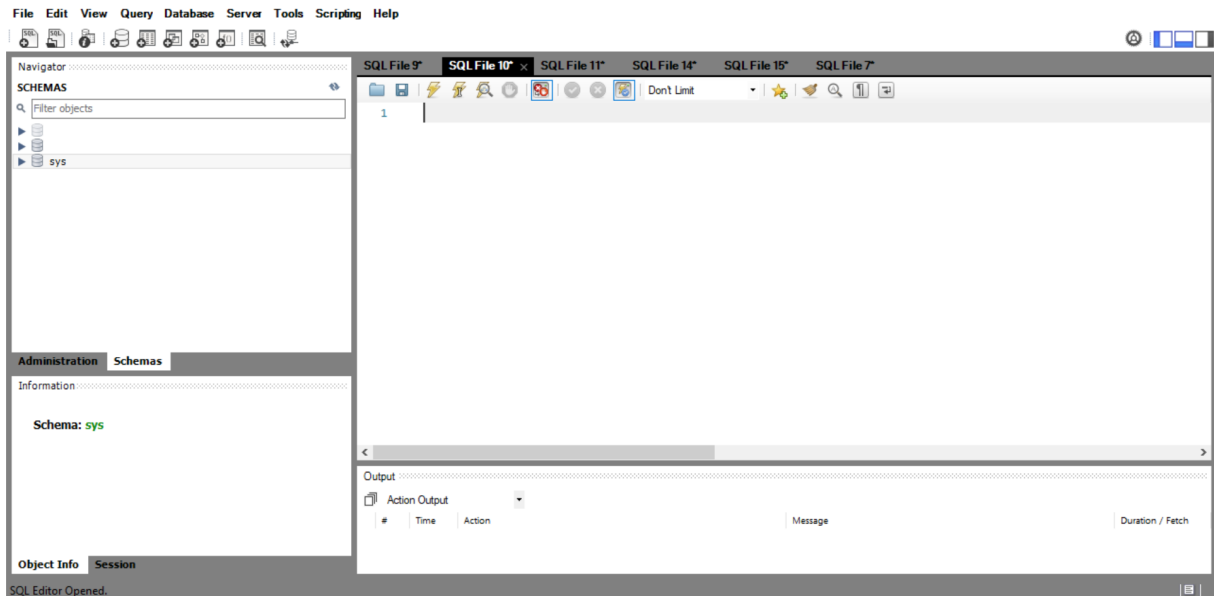 File Edit View Query Database Server Tools Scripting Help
SQL SQL
Navigator
SCHEMAS
Filter objects
sys
Administration Schemas
Information
Schema: sys
Object Info Session
SQL File 9* SQL File 10* SQL File 11* SQL File 14* SQL File 15* SQL File 7*
Don't Limit
1
Output
Action Output
# Time Action Message Duration / Fetch
SQL Editor Opened.